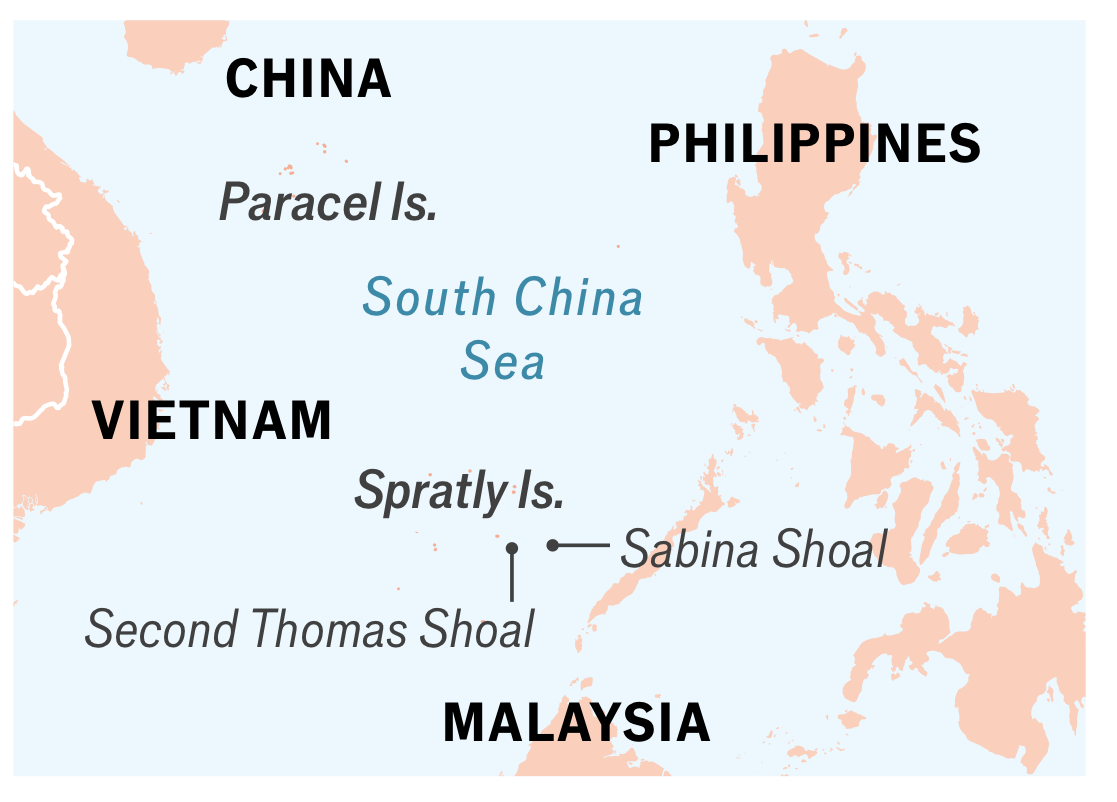 CHINA
PHILIPPINES
Paracel Is.
South China
Sea
VIETNAM
Spratly Is.
Sabina Shoal
Second Thomas Shoal
MALAYSIA